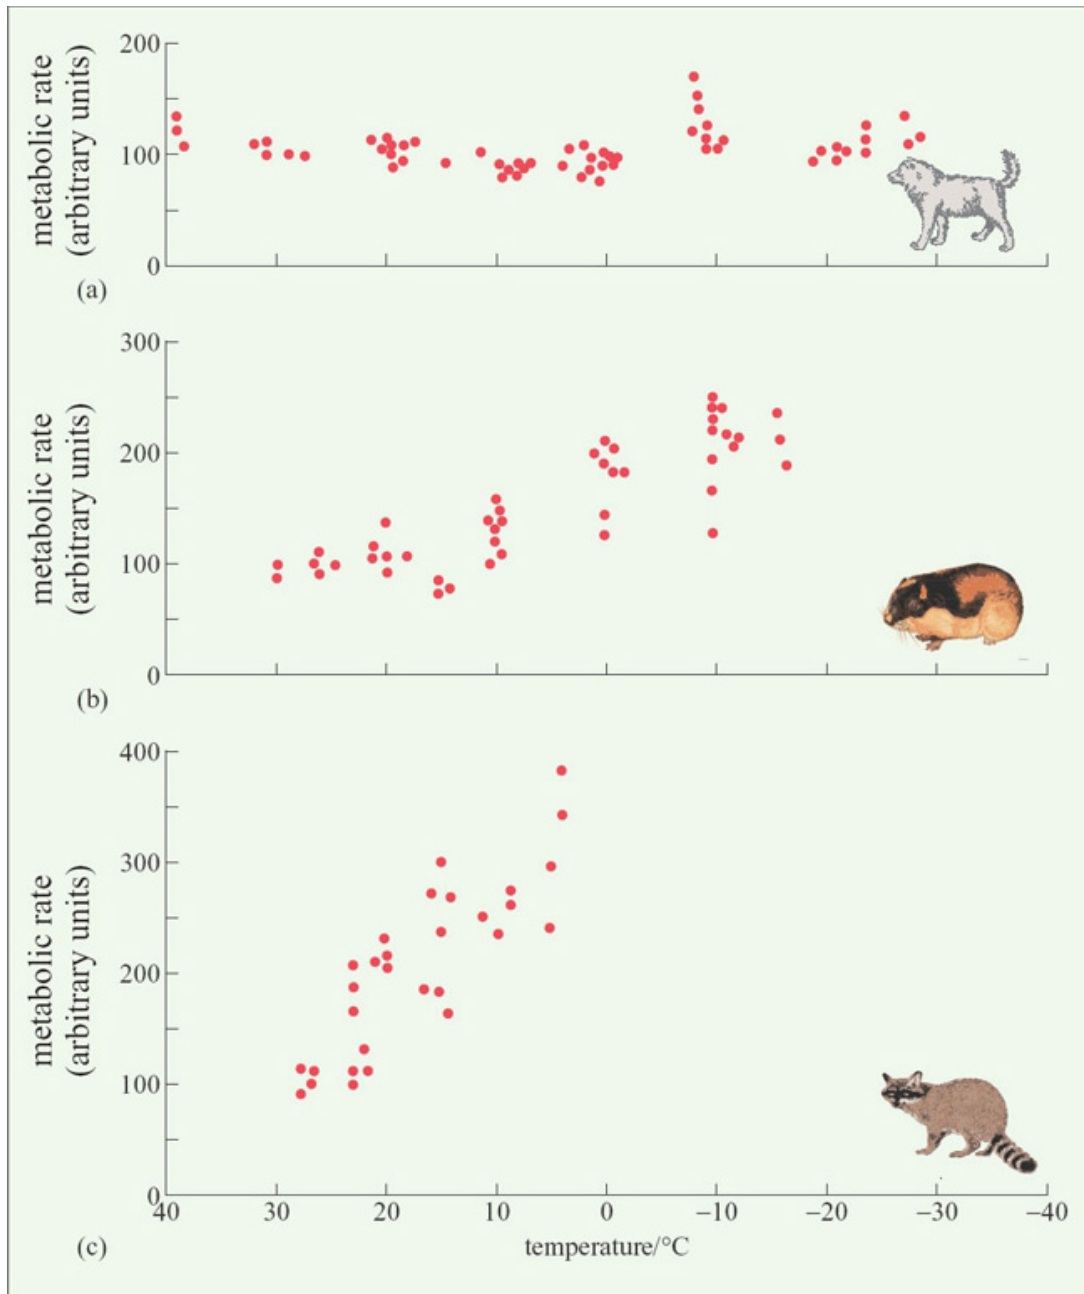 metabolic rate
(arbitrary units)
200
100
0
(a)
metabolic rate
(arbitrary units)
300
200
100
0
(b)
metabolic rate
(arbitrary units)
400
300
200
100
0
40 30 20 10 0 −10 −20 −30 −40
temperature/°C
(c)